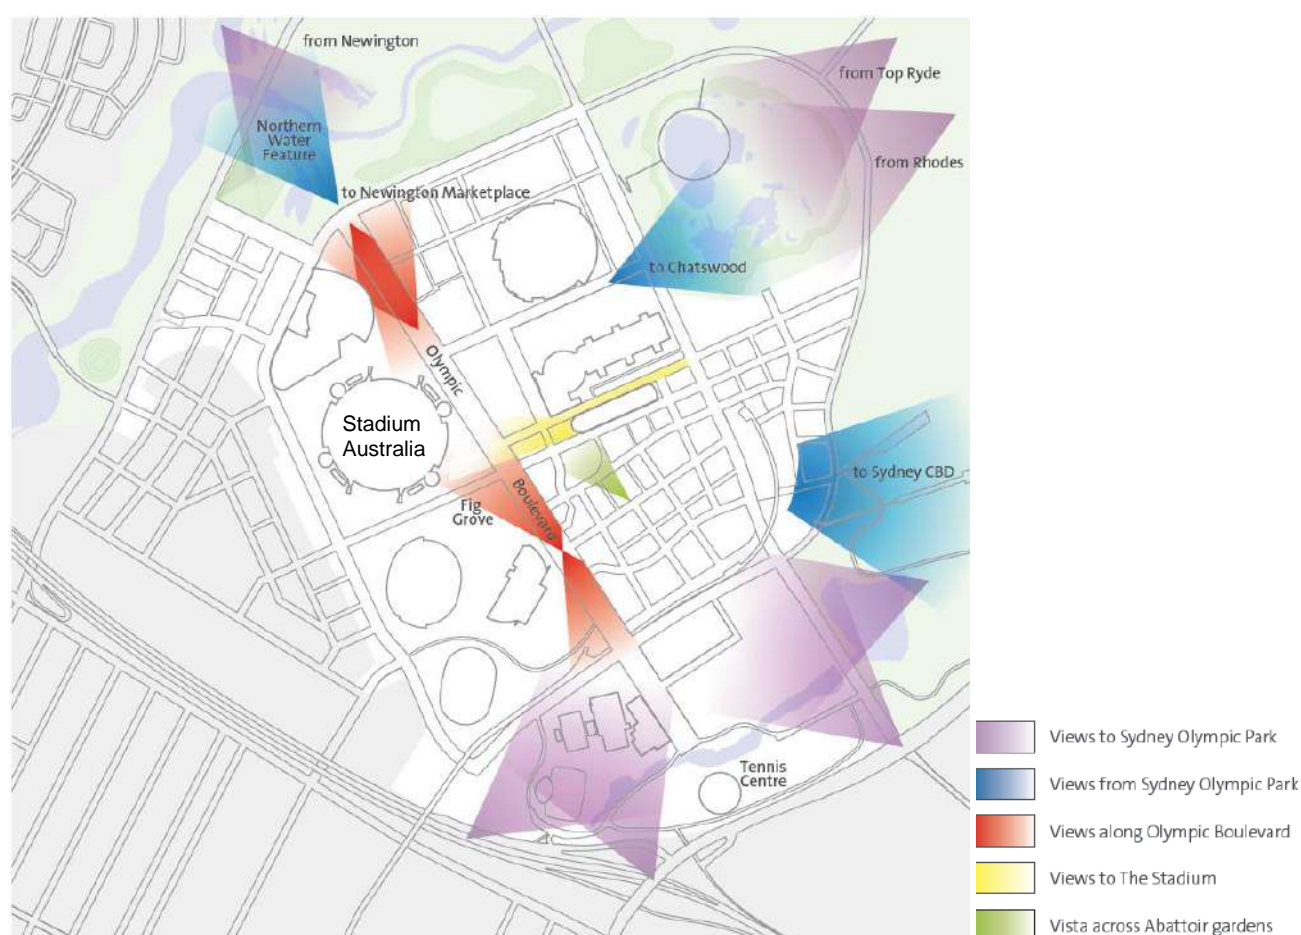 from Newington
from Top Ryde
Northern
Water
Feature
from Rhodes
to Newington Marketplace
to Chatswood
Olympic
Stadium
Australia
to Sydney CBD
Boulevard
Fig
Grove
Tennis
Centre
Views to Sydney Olympic Park
Views from Sydney Olympic Park
Views along Olympic Boulevard
Views to The Stadium
Vista across Abattoir gardens